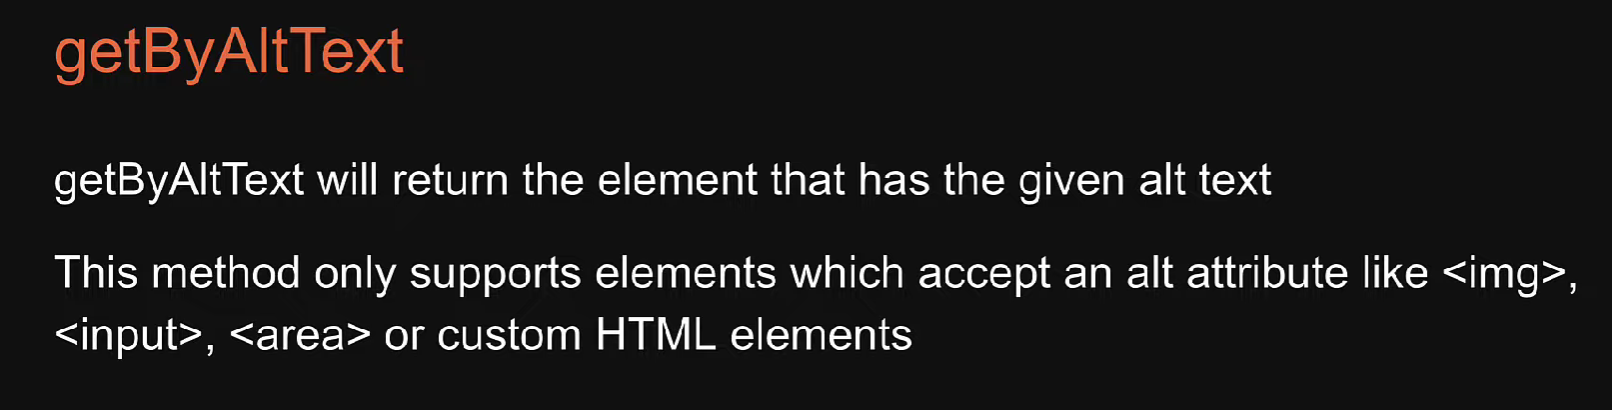 getByAltText
getByAltText will return the element that has the given alt text
This method only supports elements which accept an alt attribute like <img>,
<input>, <area> or custom HTML elements